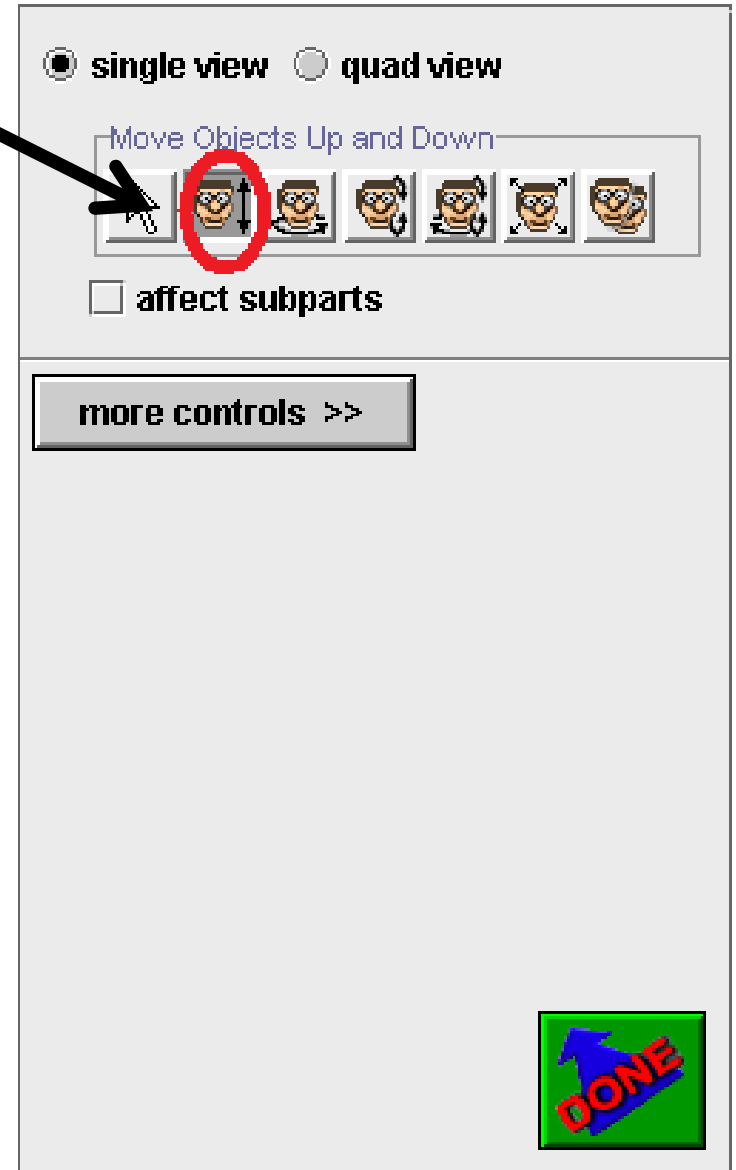 single view quad view
Move Objects Up and Down
affect subparts
more controls >>
DONE